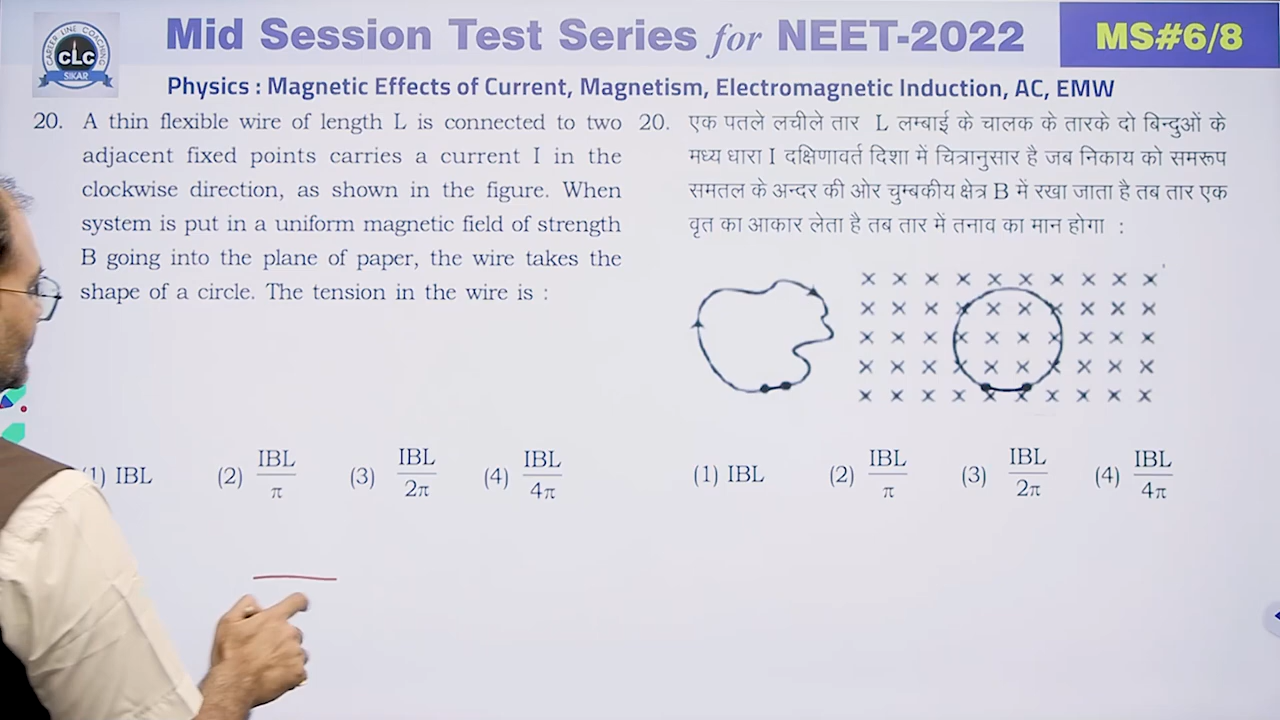 Mid Session Test Series for NEET-2022
MS#6/8
CAREER LINE COACHING
CLC
SIKAR
Physics : Magnetic Effects of Current, Magnetism, Electromagnetic Induction, AC, EMW
20. A thin flexible wire of length L is connected to two
adjacent fixed points carries a current I in the
clockwise direction, as shown in the figure. When
system is put in a uniform magnetic field of strength
B going into the plane of paper, the wire takes the
shape of a circle. The tension in the wire is :
(1) IBL (2) IBL/π (3) IBL/2π (4) IBL/4π
20. एक पतले लचीले तार L लम्बाई के चालक के तारके दो बिन्दुओं के
मध्य धारा I दक्षिणावर्त दिशा में चित्रानुसार है जब निकाय को समरूप
समतल के अन्दर की ओर चुम्बकीय क्षेत्र B में रखा जाता है तब तार एक
वृत का आकार लेता है तब तार में तनाव का मान होगा :
(1) IBL (2) IBL/π (3) IBL/2π (4) IBL/4π